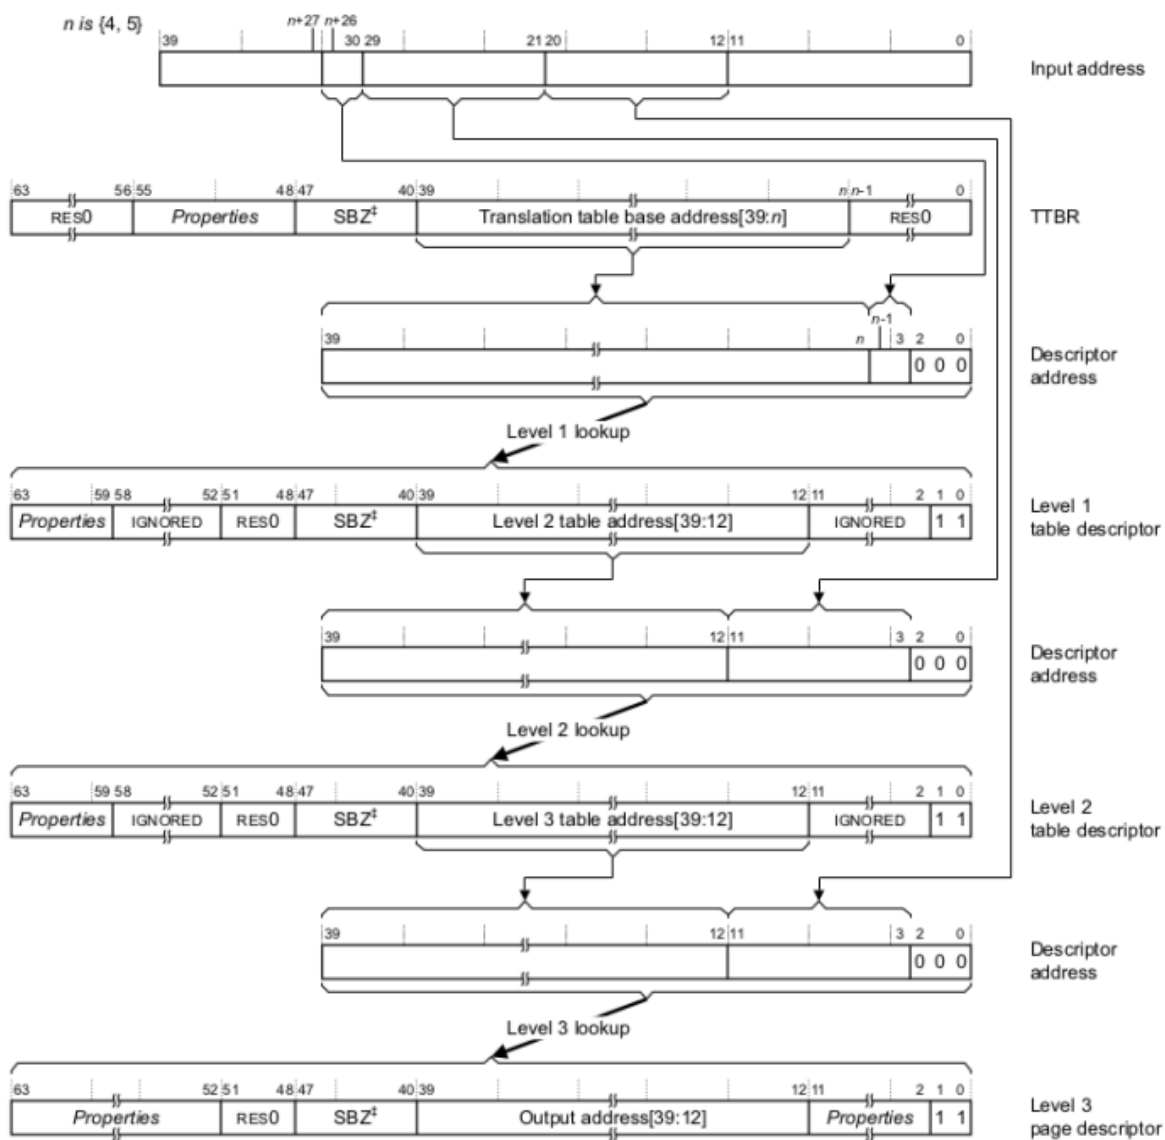 n is {4, 5}
n+27 n+26
39 30 29 21 20 12 11 0
Input address
63 56 55 48 47 40 39 n n-1 0
RES0 Properties SBZ‡ Translation table base address[39:n] RES0
TTBR
n-1
39 n 3 2 0
0 0 0
Descriptor
address
Level 1 lookup
63 59 58 52 51 48 47 40 39 12 11 2 1 0
Properties IGNORED RES0 SBZ‡ Level 2 table address[39:12] IGNORED 1 1
Level 1
table descriptor
39 12 11 3 2 0
0 0 0
Descriptor
address
Level 2 lookup
63 59 58 52 51 48 47 40 39 12 11 2 1 0
Properties IGNORED RES0 SBZ‡ Level 3 table address[39:12] IGNORED 1 1
Level 2
table descriptor
39 12 11 3 2 0
0 0 0
Descriptor
address
Level 3 lookup
63 52 51 48 47 40 39 12 11 2 1 0
Properties RES0 SBZ‡ Output address[39:12] Properties 1 1
Level 3
page descriptor